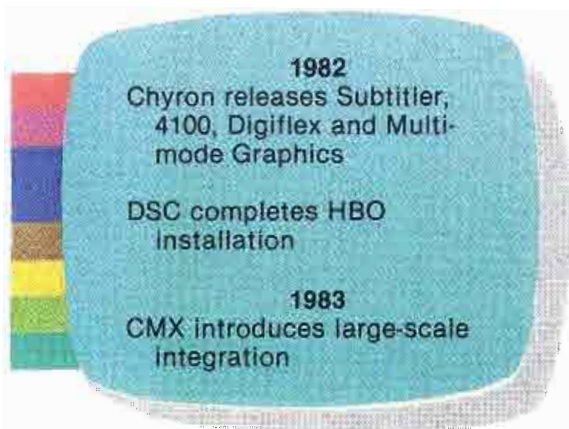 1982
Chyron releases Subtitler,
4100, Digiflex and Multi-
mode Graphics
DSC completes HBO
installation
1983
CMX introduces large-scale
integration